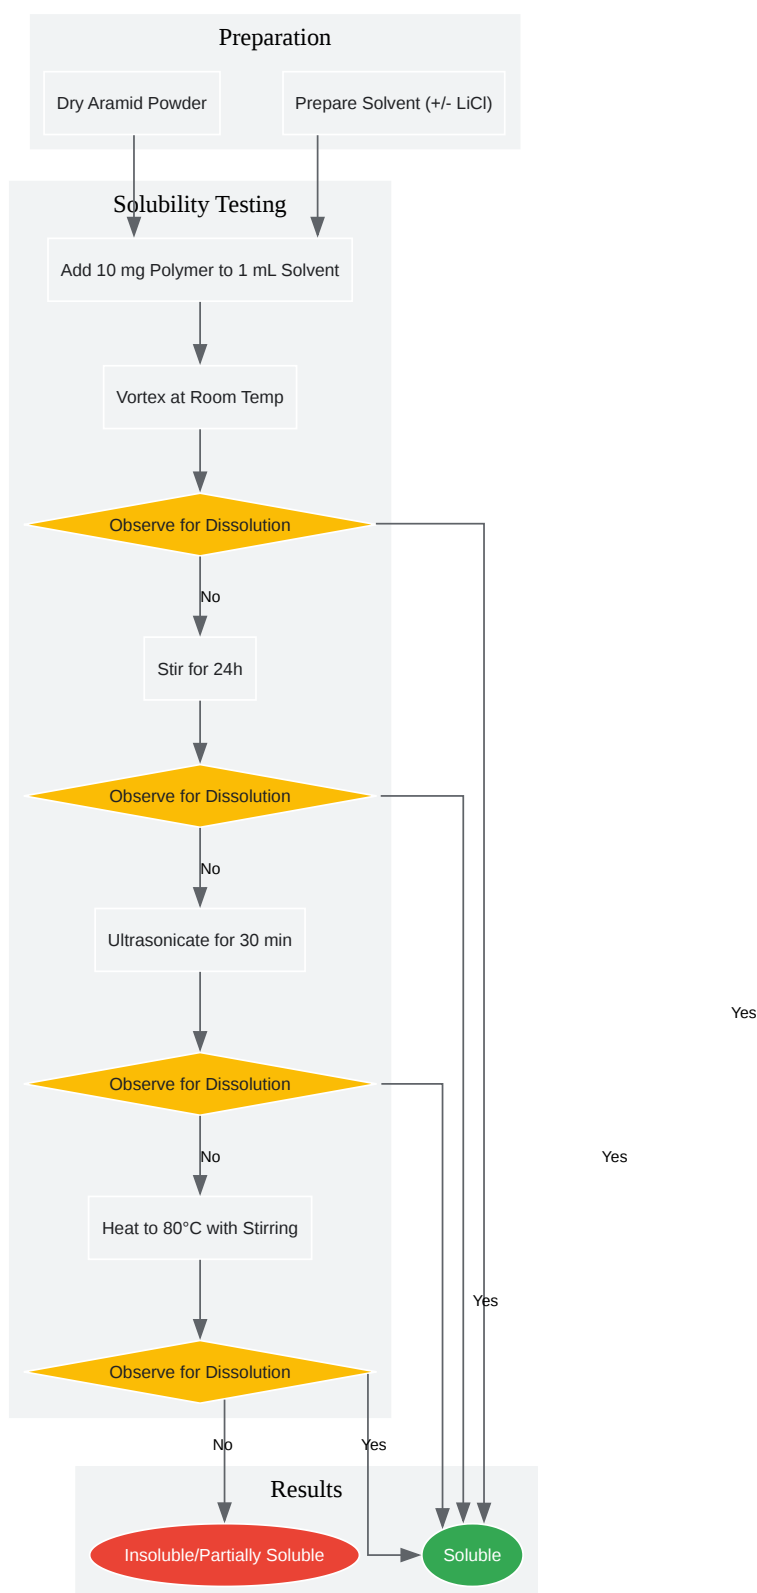 Preparation
Dry Aramid Powder
Prepare Solvent (+/- LiCl)
Solubility Testing
Add 10 mg Polymer to 1 mL Solvent
Vortex at Room Temp
Observe for Dissolution
No
Stir for 24h
Observe for Dissolution
No
Ultrasonicate for 30 min
Yes
Observe for Dissolution
No
Yes
Heat to 80°C with Stirring
Yes
Observe for Dissolution
No
Yes
Results
Insoluble/Partially Soluble
Soluble